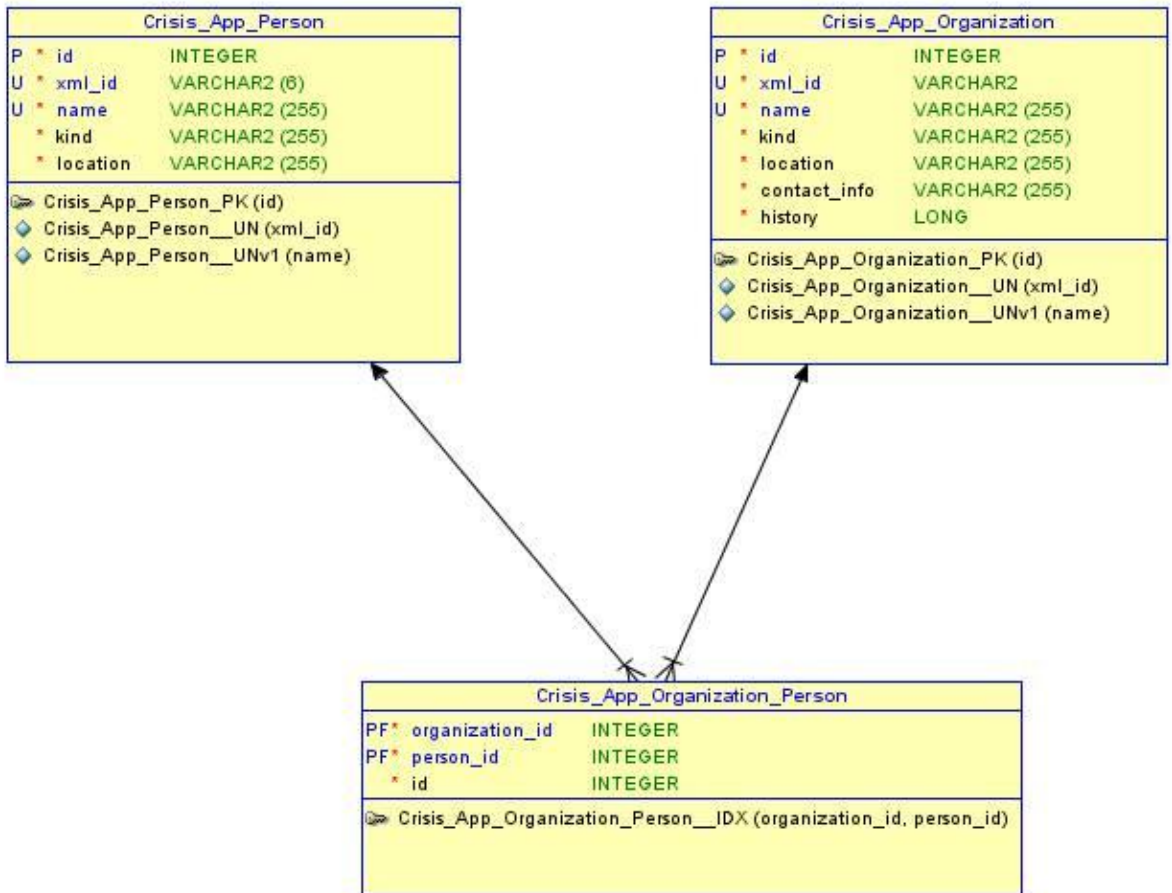 Crisis_App_Person
P * id INTEGER
U * xml_id VARCHAR2 (6)
U * name VARCHAR2 (255)
* kind VARCHAR2 (255)
* location VARCHAR2 (255)
Crisis_App_Person_PK (id)
Crisis_App_Person__UN (xml_id)
Crisis_App_Person__UNv1 (name)
Crisis_App_Organization
P * id INTEGER
U * xml_id VARCHAR2
U * name VARCHAR2 (255)
* kind VARCHAR2 (255)
* location VARCHAR2 (255)
* contact_info VARCHAR2 (255)
* history LONG
Crisis_App_Organization_PK (id)
Crisis_App_Organization__UN (xml_id)
Crisis_App_Organization__UNv1 (name)
Crisis_App_Organization_Person
PF* organization_id INTEGER
PF* person_id INTEGER
* id INTEGER
Crisis_App_Organization_Person__IDX (organization_id, person_id)